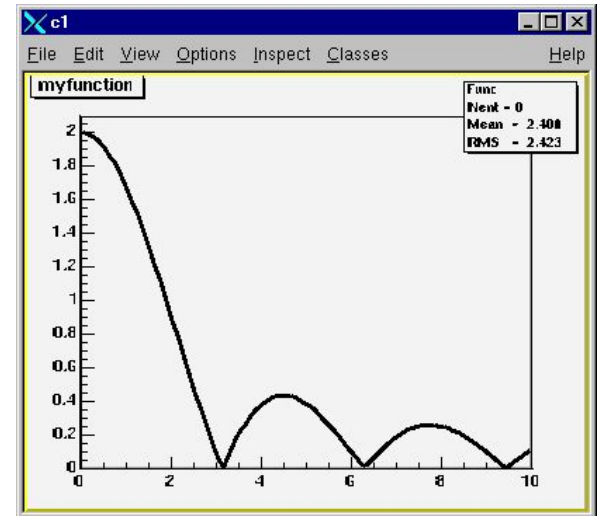 c1
File Edit View Options Inspect Classes Help
myfunction
Func
Nent = 0
Mean = 2.400
RMS = 2.423
2
1.8
1.6
1.4
1.2
1
0.8
0.6
0.4
0.2
0
0 2 4 6 8 10